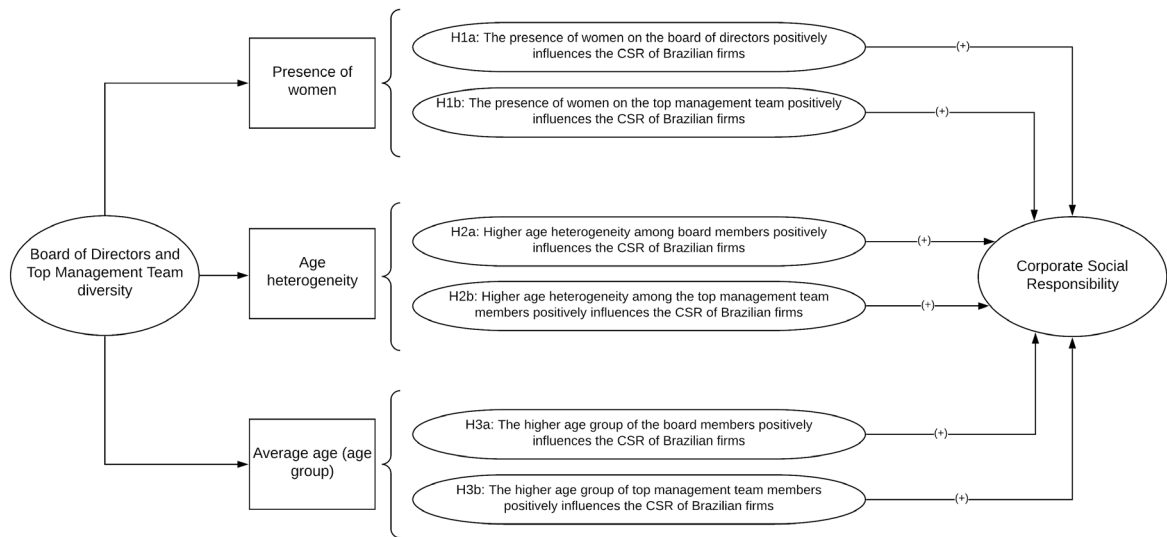 Board of Directors and
Top Management Team
diversity
Presence of
women
H1a: The presence of women on the board of directors positively
influences the CSR of Brazilian firms
(+)
H1b: The presence of women on the top management team positively
influences the CSR of Brazilian firms
(+)
Age
heterogeneity
H2a: Higher age heterogeneity among board members positively
influences the CSR of Brazilian firms
(+)
H2b: Higher age heterogeneity among the top management team
members positively influences the CSR of Brazilian firms
(+)
Average age (age
group)
H3a: The higher age group of the board members positively
influences the CSR of Brazilian firms
(+)
H3b: The higher age group of top management team members
positively influences the CSR of Brazilian firms
(+)
Corporate Social
Responsibility